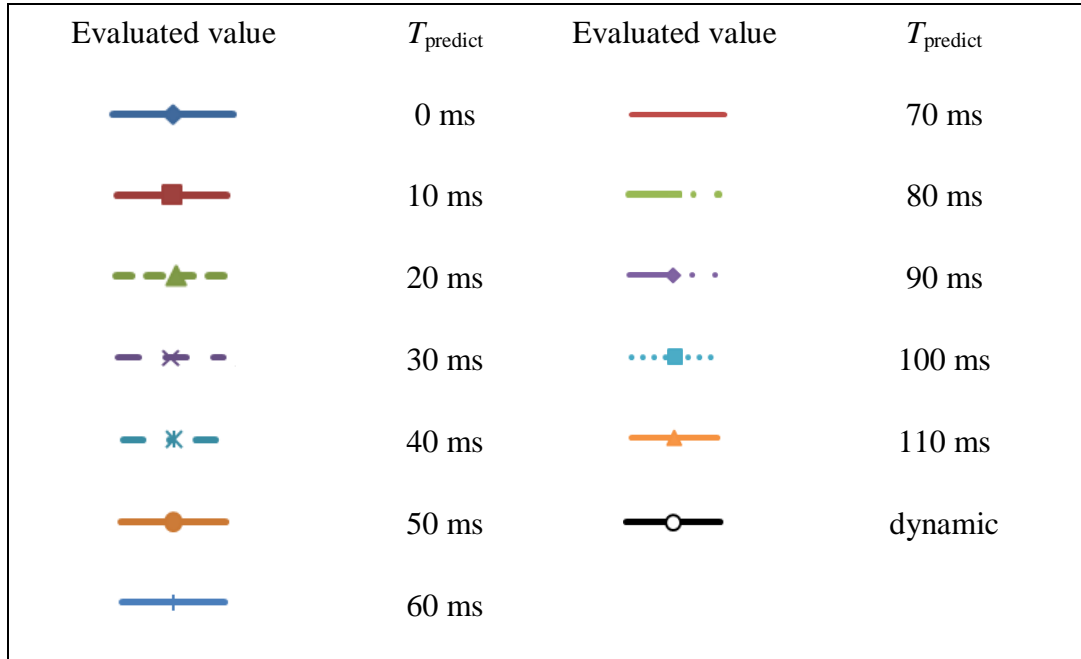 Evaluated value T_predict Evaluated value T_predict
0 ms 70 ms
10 ms 80 ms
20 ms 90 ms
30 ms 100 ms
40 ms 110 ms
50 ms dynamic
60 ms